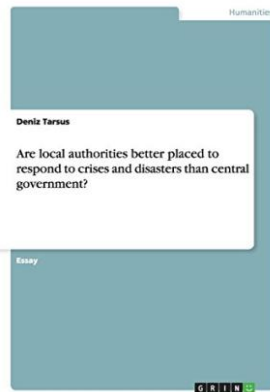 Humanities
Deniz Tarsus
Are local authorities better placed to
respond to crises and disasters than central
government?
Essay
GRIN